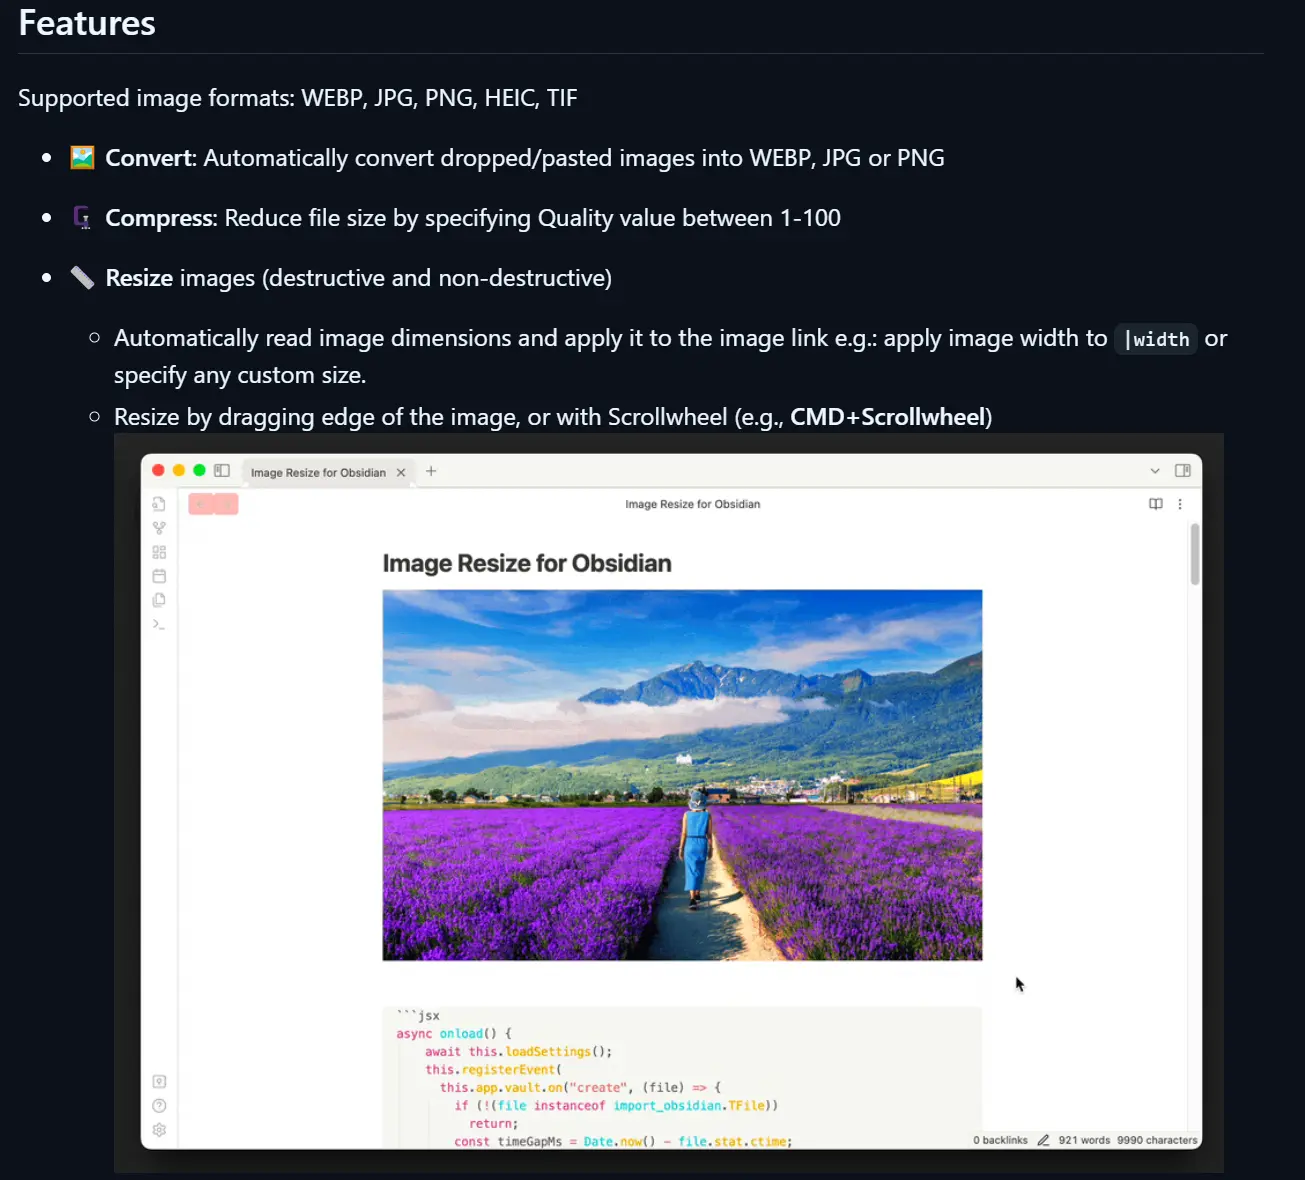 Features
Supported image formats: WEBP, JPG, PNG, HEIC, TIF
Convert: Automatically convert dropped/pasted images into WEBP, JPG or PNG
Compress: Reduce file size by specifying Quality value between 1-100
Resize images (destructive and non-destructive)
Automatically read image dimensions and apply it to the image link e.g.: apply image width to |width or
specify any custom size.
Resize by dragging edge of the image, or with Scrollwheel (e.g., CMD+Scrollwheel)
Image Resize for Obsidian
Image Resize for Obsidian
Image Resize for Obsidian
```jsx
async onload() {
await this.loadSettings();
this.registerEvent(
this.app.vault.on("create", (file) => {
if (!(file instanceof import_obsidian.TFile))
return;
const timeGapMs = Date.now() - file.stat.ctime;
0 backlinks 921 words 9990 characters